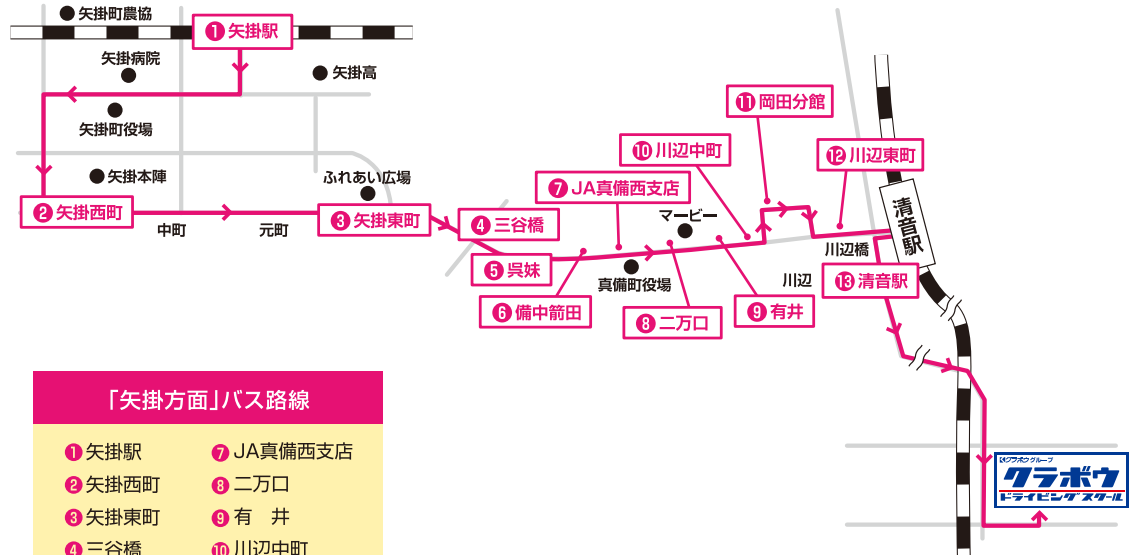 矢掛町農協
❶ 矢掛駅
矢掛病院
矢掛高
矢掛町役場
矢掛本陣
❷ 矢掛西町
中町
元町
ふれあい広場
❸ 矢掛東町
❹ 三谷橋
❺ 呉妹
❻ 備中箭田
❼ JA真備西支店
真備町役場
マービー
❽ 二万口
❾ 有井
❿ 川辺中町
⓫ 岡田分館
川辺
⓬ 川辺東町
川辺橋
清音駅
⓭ 清音駅
クラボウグループ
クラボウ
ドライビングスクール
「矢掛方面」バス路線
❶ 矢掛駅
❷ 矢掛西町
❸ 矢掛東町
❹ 三谷橋
❼ JA真備西支店
❽ 二万口
❾ 有　井
❿ 川辺中町